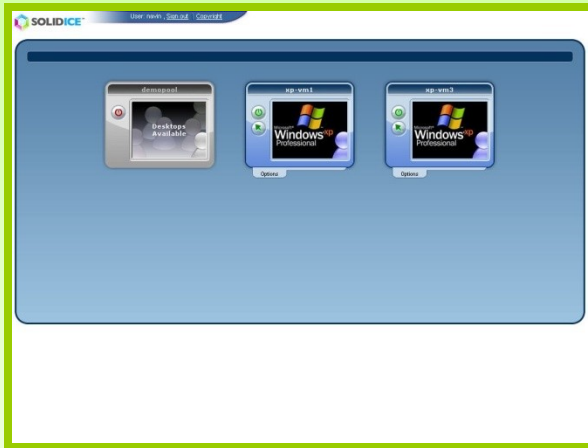 SOLIDICE
User: navin , Sign out | Copyright
demopool
Desktops
Available
xp-vm1
Microsoft
Windows xp
Professional
Options
xp-vm3
Microsoft
Windows xp
Professional
Options